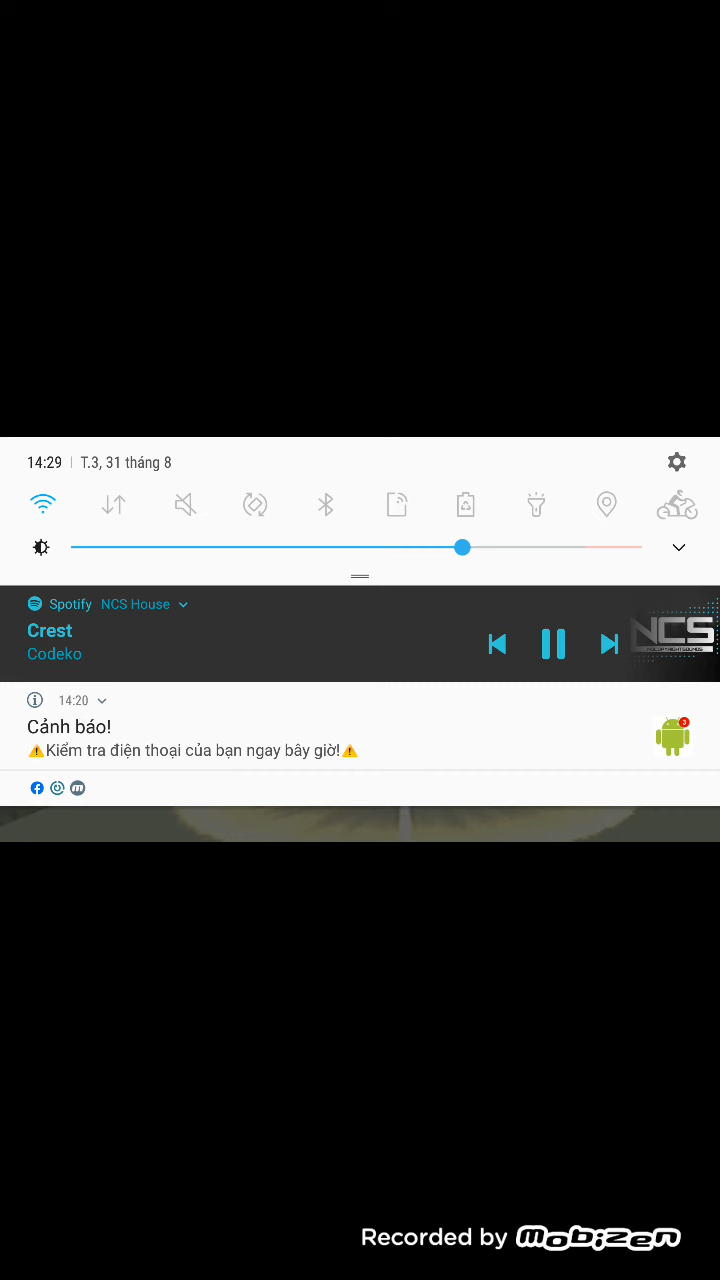 14:29 | T.3, 31 tháng 8
Spotify NCS House
Crest
Codeko
NCS
NOCOPYRIGHTSOUNDS
14:20
Cảnh báo!
3
⚠Kiểm tra điện thoại của bạn ngay bây giờ!⚠
Recorded by mobizen